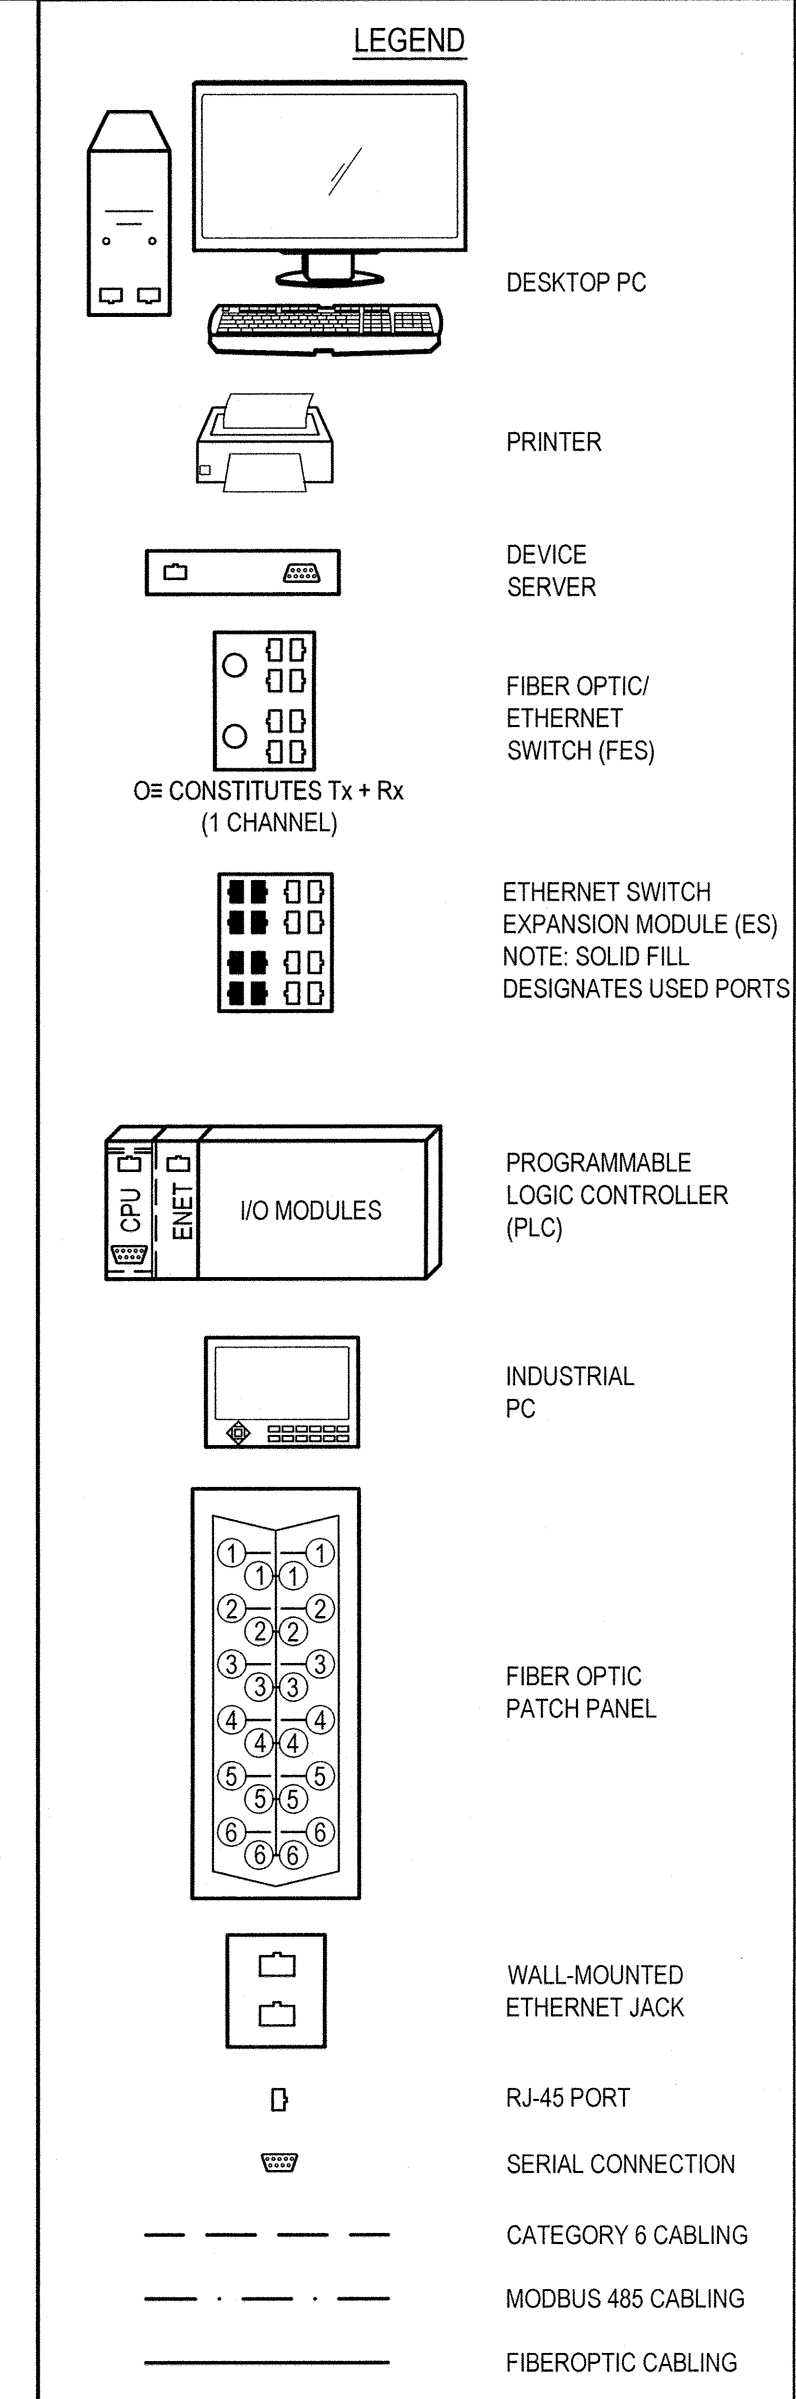 LEGEND
DESKTOP PC
PRINTER
DEVICE
SERVER
FIBER OPTIC/
ETHERNET
SWITCH (FES)
O≡ CONSTITUTES Tx + Rx
(1 CHANNEL)
ETHERNET SWITCH
EXPANSION MODULE (ES)
NOTE: SOLID FILL
DESIGNATES USED PORTS
CPU
ENET
I/O MODULES
PROGRAMMABLE
LOGIC CONTROLLER
(PLC)
INDUSTRIAL
PC
1 1
1 1
2 2
2 2
3 3
3 3
4 4
4 4
5 5
5 5
6 6
6 6
FIBER OPTIC
PATCH PANEL
WALL-MOUNTED
ETHERNET JACK
RJ-45 PORT
SERIAL CONNECTION
CATEGORY 6 CABLING
MODBUS 485 CABLING
FIBEROPTIC CABLING